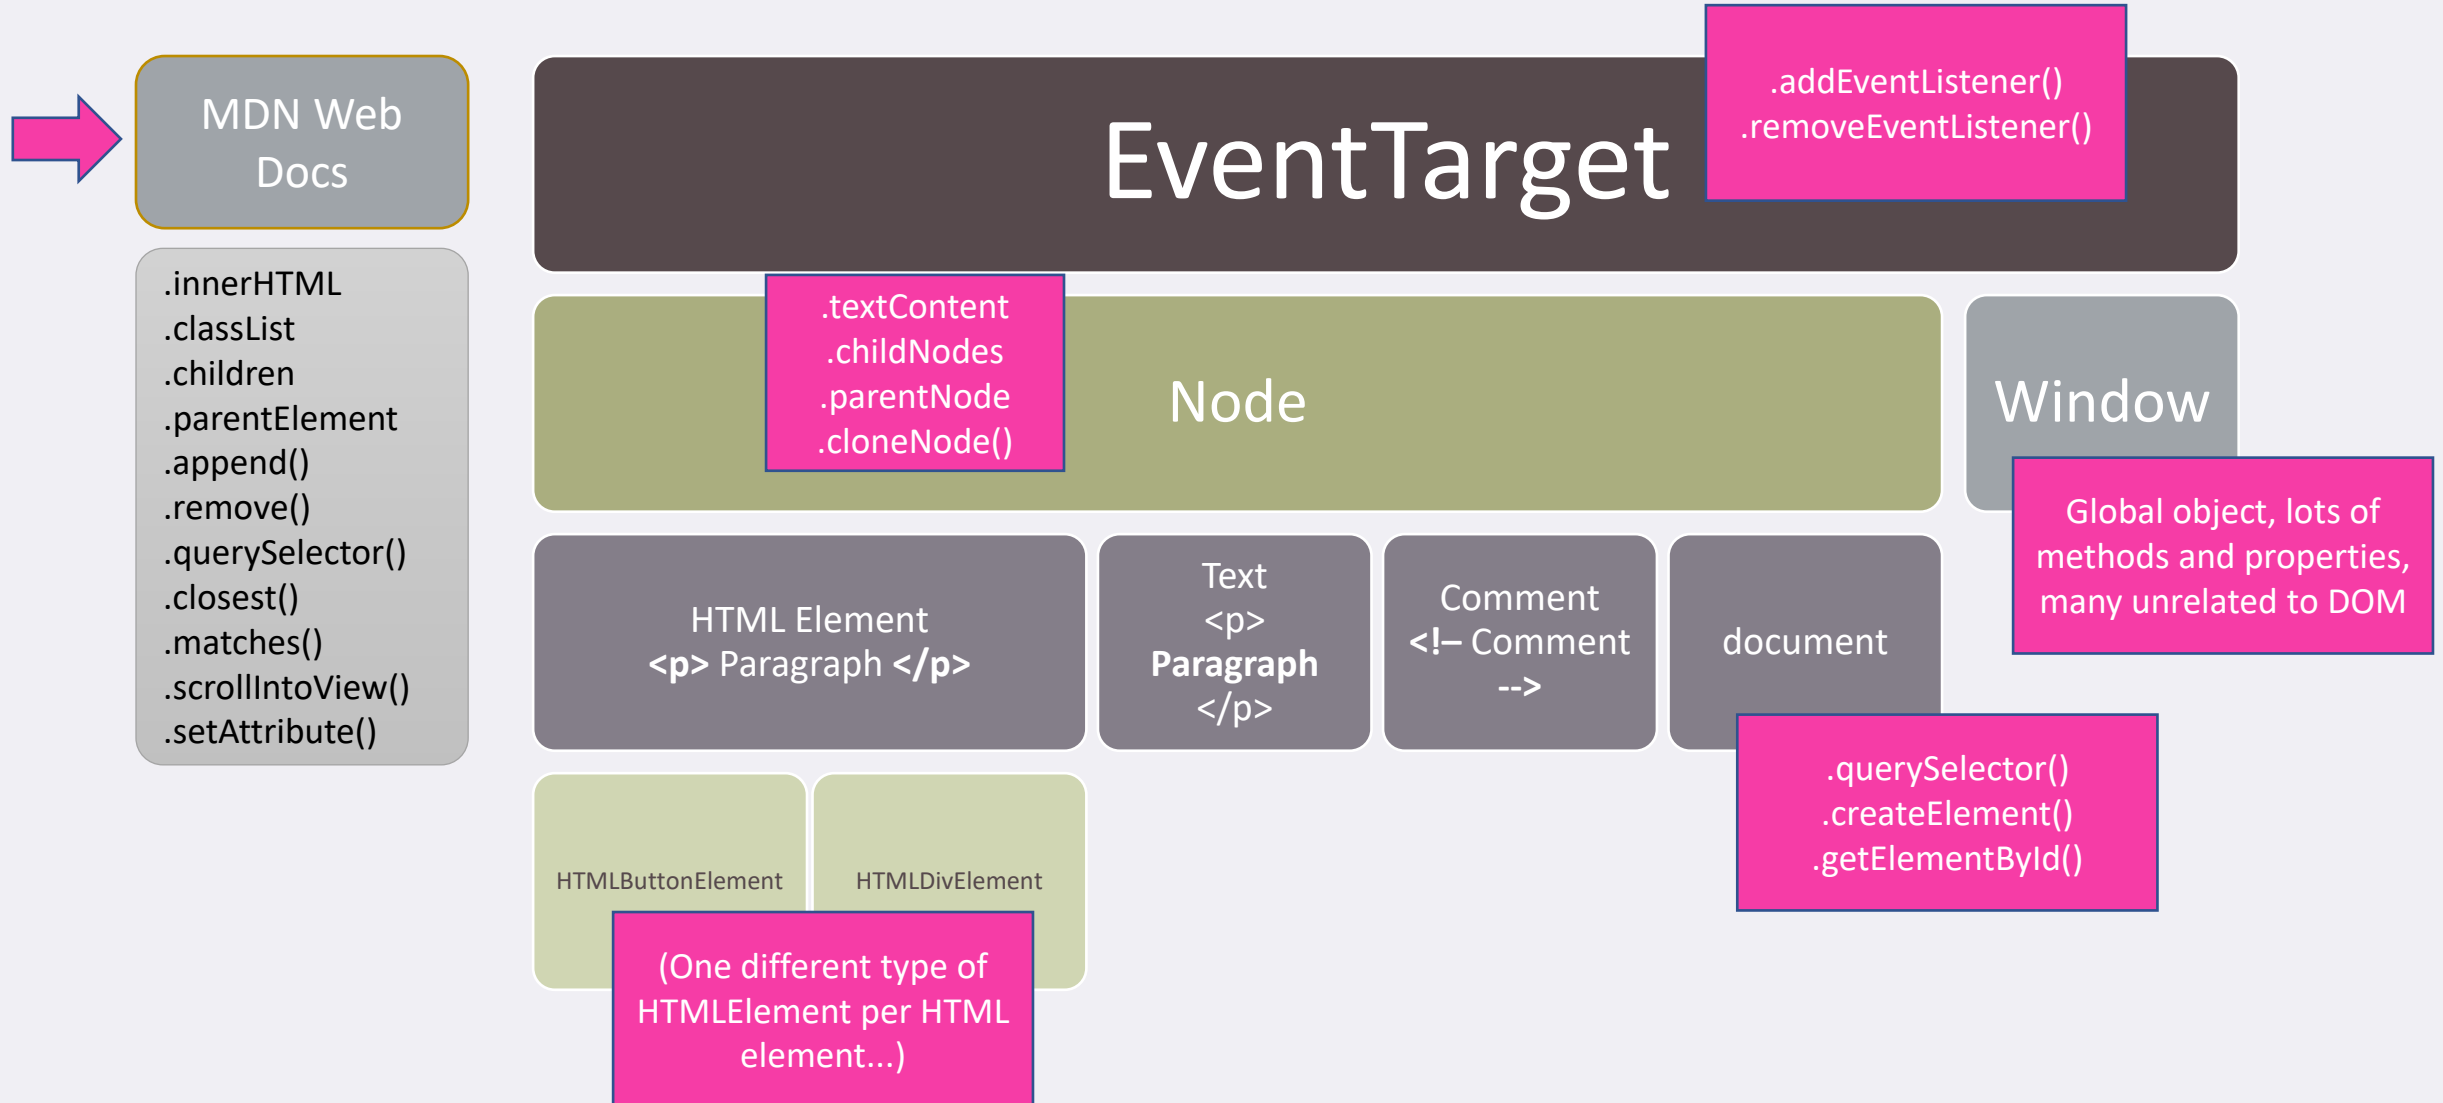 MDN Web
Docs
.innerHTML
.classList
.children
.parentElement
.append()
.remove()
.querySelector()
.closest()
.matches()
.scrollIntoView()
.setAttribute()
EventTarget
.addEventListener()
.removeEventListener()
.textContent
.childNodes
.parentNode
.cloneNode()
Node
Window
Global object, lots of
methods and properties,
many unrelated to DOM
HTML Element
<p> Paragraph </p>
Text
<p>
Paragraph
</p>
Comment
<!– Comment
-->
document
.querySelector()
.createElement()
.getElementById()
HTMLButtonElement
HTMLDivElement
(One different type of
HTMLElement per HTML
element...)